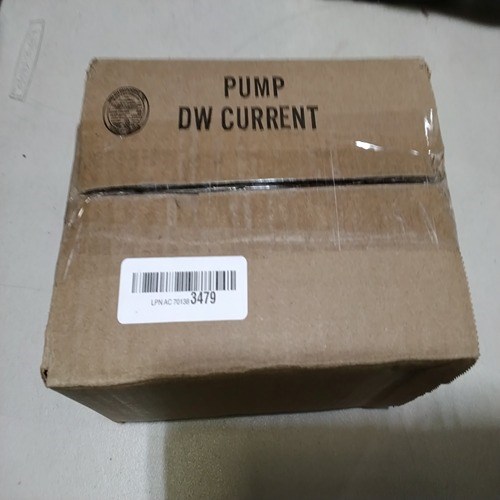 PUMP
DW CURRENT
LPN:AC 70138 3479